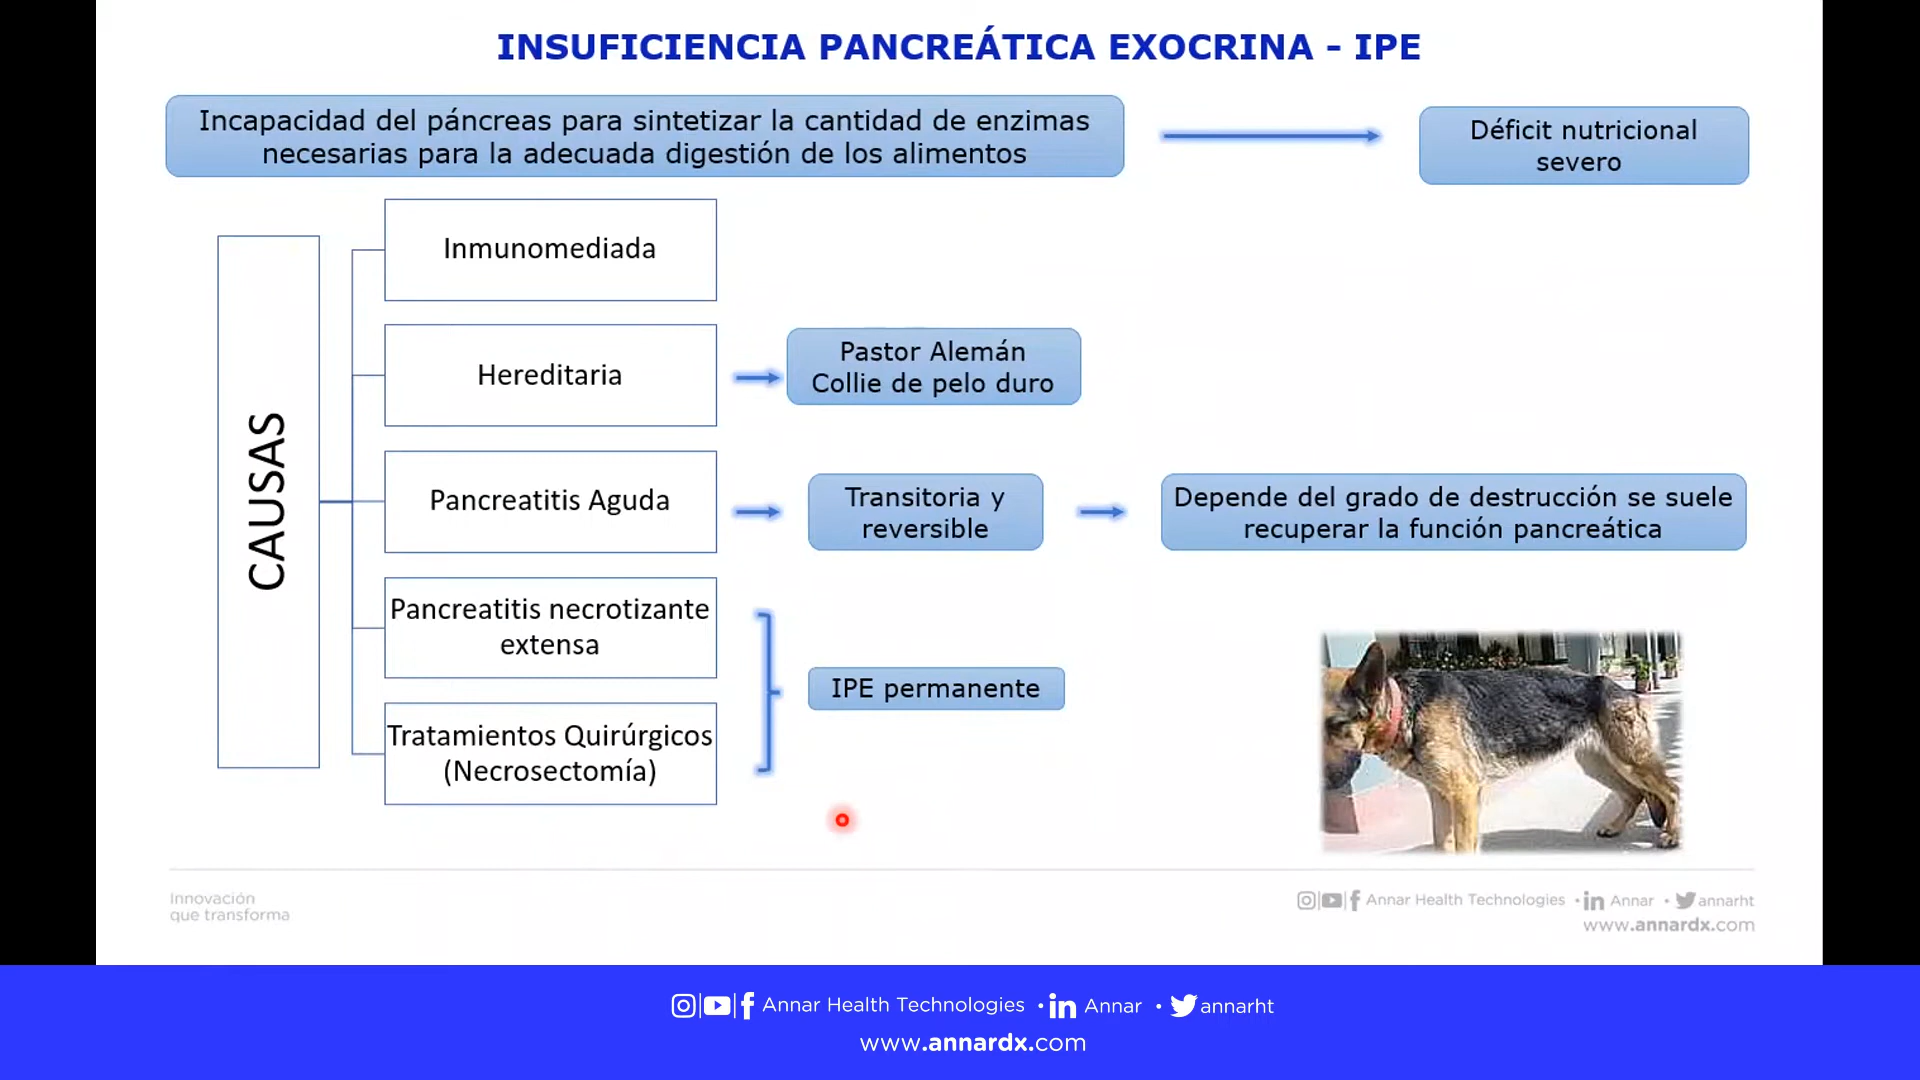 INSUFICIENCIA PANCREÁTICA EXOCRINA - IPE
Incapacidad del páncreas para sintetizar la cantidad de enzimas
necesarias para la adecuada digestión de los alimentos
Déficit nutricional
severo
CAUSAS
Inmunomediada
Hereditaria
Pastor Alemán
Collie de pelo duro
Pancreatitis Aguda
Transitoria y
reversible
Depende del grado de destrucción se suele
recuperar la función pancreática
Pancreatitis necrotizante
extensa
Tratamientos Quirúrgicos
(Necrosectomía)
IPE permanente
Innovación
que transforma
Annar Health Technologies • Annar • annarht
www.annardx.com
Annar Health Technologies • Annar • annarht
www.annardx.com